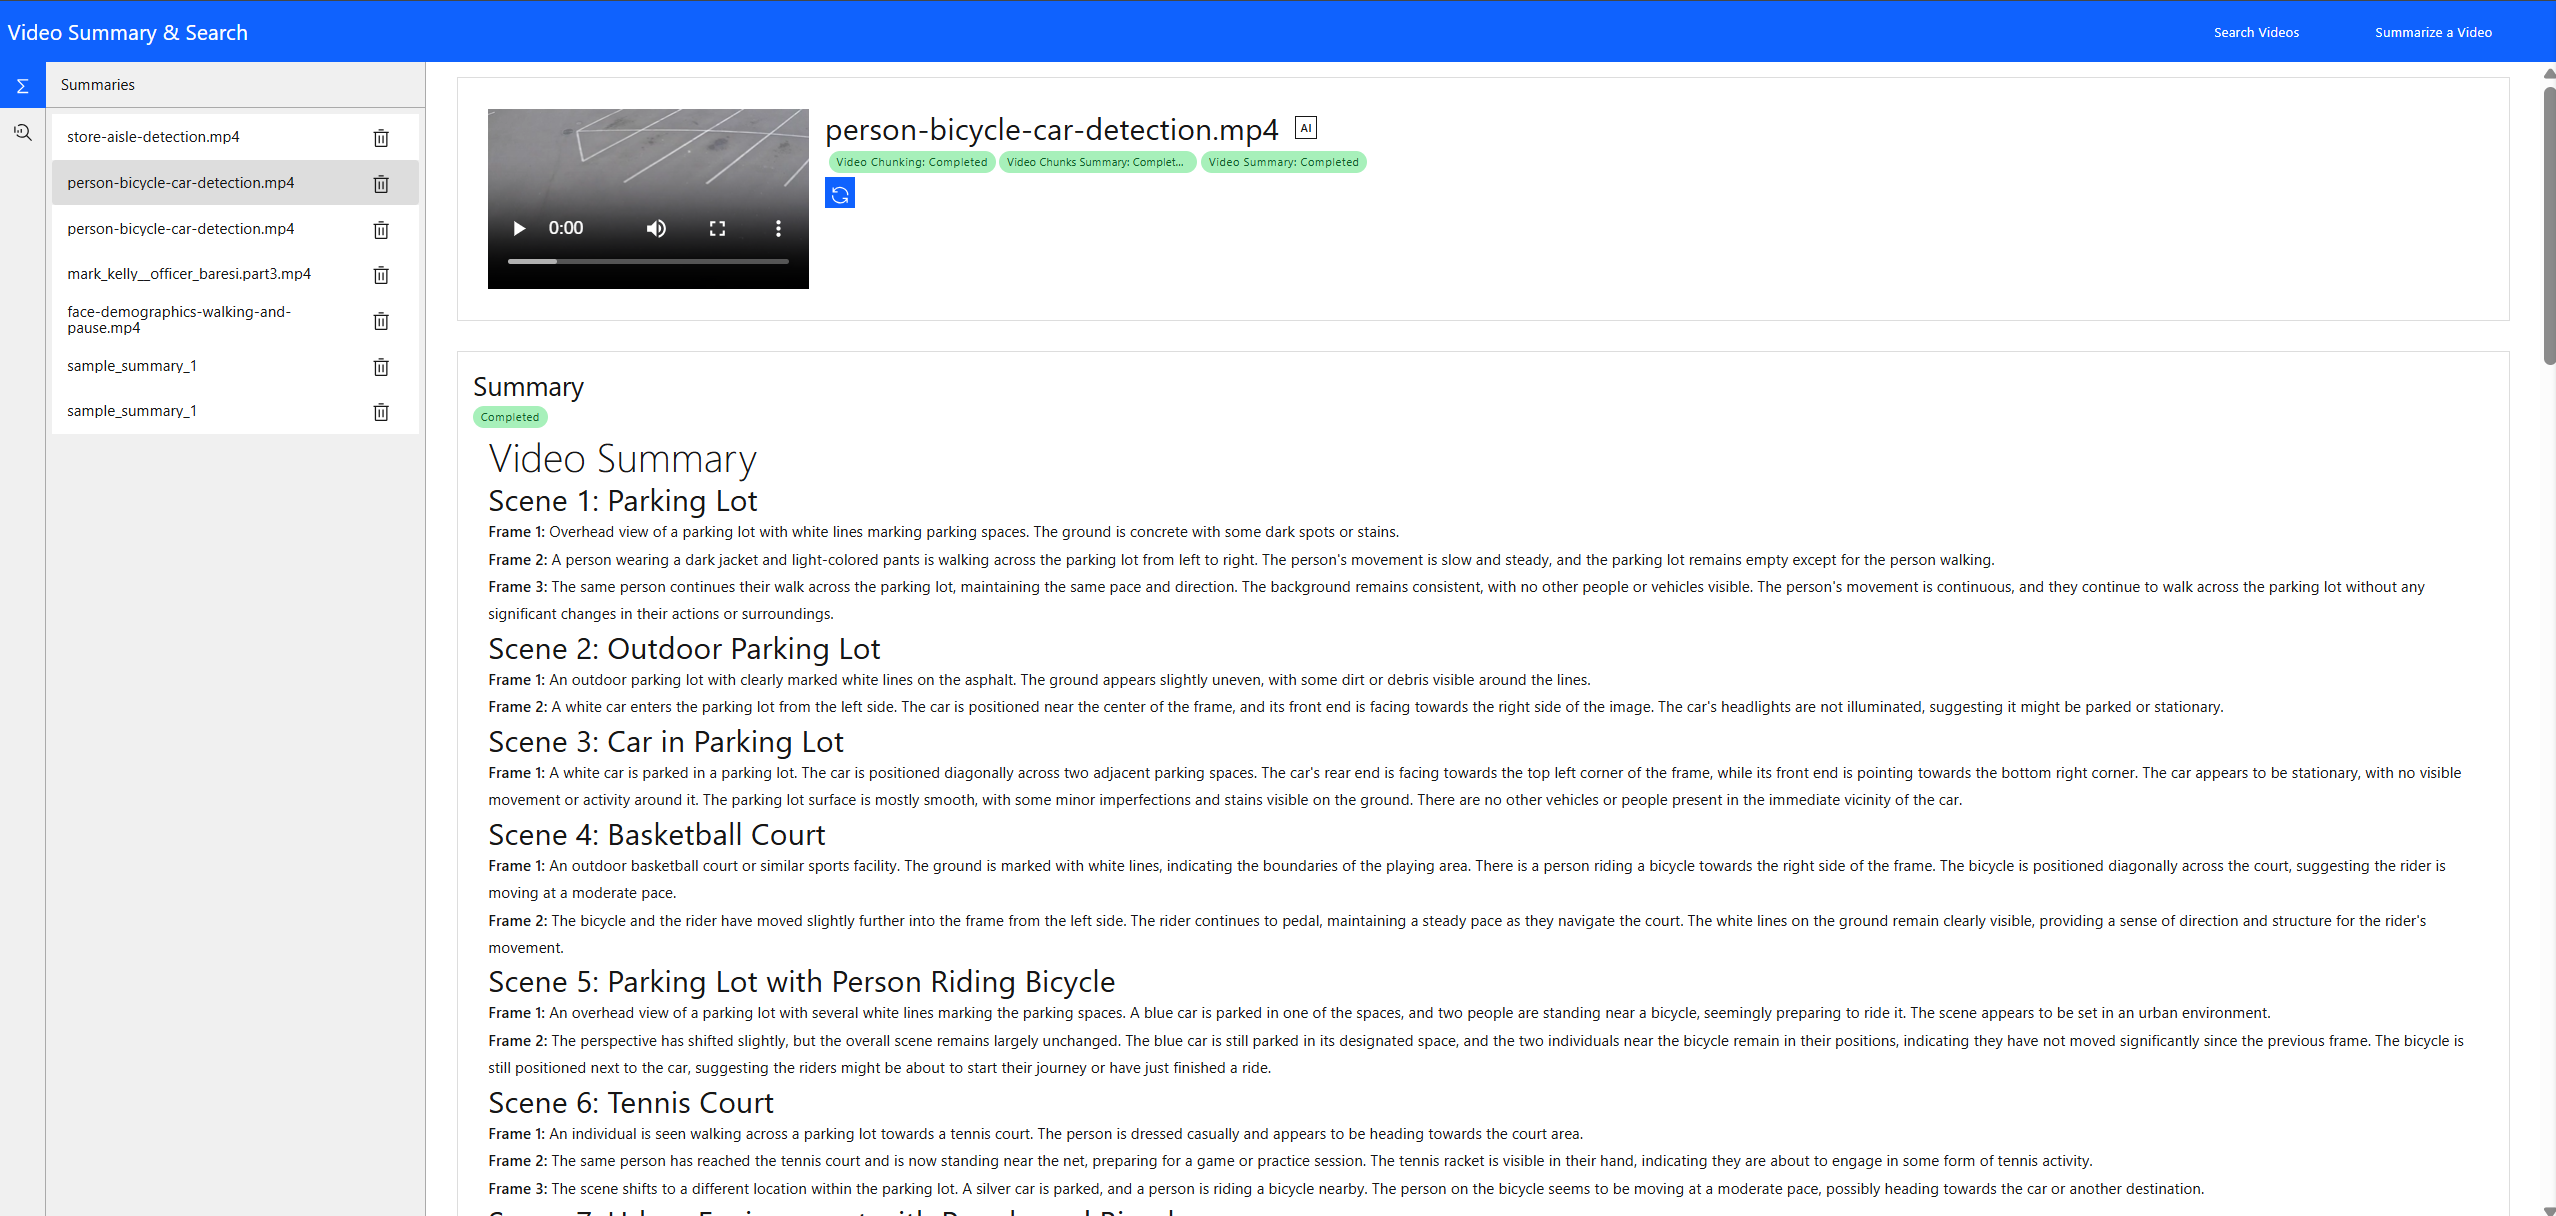 Video Summary & Search
Search Videos
Summarize a Video
Summaries
store-aisle-detection.mp4
person-bicycle-car-detection.mp4
person-bicycle-car-detection.mp4
mark_kelly__officer_baresi.part3.mp4
face-demographics-walking-and-
pause.mp4
sample_summary_1
sample_summary_1
0:00
person-bicycle-car-detection.mp4
AI
Video Chunking: Completed
Video Chunks Summary: Complet...
Video Summary: Completed
Summary
Completed
Video Summary
Scene 1: Parking Lot
Frame 1: Overhead view of a parking lot with white lines marking parking spaces. The ground is concrete with some dark spots or stains.
Frame 2: A person wearing a dark jacket and light-colored pants is walking across the parking lot from left to right. The person's movement is slow and steady, and the parking lot remains empty except for the person walking.
Frame 3: The same person continues their walk across the parking lot, maintaining the same pace and direction. The background remains consistent, with no other people or vehicles visible. The person's movement is continuous, and they continue to walk across the parking lot without any
significant changes in their actions or surroundings.
Scene 2: Outdoor Parking Lot
Frame 1: An outdoor parking lot with clearly marked white lines on the asphalt. The ground appears slightly uneven, with some dirt or debris visible around the lines.
Frame 2: A white car enters the parking lot from the left side. The car is positioned near the center of the frame, and its front end is facing towards the right side of the image. The car's headlights are not illuminated, suggesting it might be parked or stationary.
Scene 3: Car in Parking Lot
Frame 1: A white car is parked in a parking lot. The car is positioned diagonally across two adjacent parking spaces. The car's rear end is facing towards the top left corner of the frame, while its front end is pointing towards the bottom right corner. The car appears to be stationary, with no visible
movement or activity around it. The parking lot surface is mostly smooth, with some minor imperfections and stains visible on the ground. There are no other vehicles or people present in the immediate vicinity of the car.
Scene 4: Basketball Court
Frame 1: An outdoor basketball court or similar sports facility. The ground is marked with white lines, indicating the boundaries of the playing area. There is a person riding a bicycle towards the right side of the frame. The bicycle is positioned diagonally across the court, suggesting the rider is
moving at a moderate pace.
Frame 2: The bicycle and the rider have moved slightly further into the frame from the left side. The rider continues to pedal, maintaining a steady pace as they navigate the court. The white lines on the ground remain clearly visible, providing a sense of direction and structure for the rider's
movement.
Scene 5: Parking Lot with Person Riding Bicycle
Frame 1: An overhead view of a parking lot with several white lines marking the parking spaces. A blue car is parked in one of the spaces, and two people are standing near a bicycle, seemingly preparing to ride it. The scene appears to be set in an urban environment.
Frame 2: The perspective has shifted slightly, but the overall scene remains largely unchanged. The blue car is still parked in its designated space, and the two individuals near the bicycle remain in their positions, indicating they have not moved significantly since the previous frame. The bicycle is
still positioned next to the car, suggesting the riders might be about to start their journey or have just finished a ride.
Scene 6: Tennis Court
Frame 1: An individual is seen walking across a parking lot towards a tennis court. The person is dressed casually and appears to be heading towards the court area.
Frame 2: The same person has reached the tennis court and is now standing near the net, preparing for a game or practice session. The tennis racket is visible in their hand, indicating they are about to engage in some form of tennis activity.
Frame 3: The scene shifts to a different location within the parking lot. A silver car is parked, and a person is riding a bicycle nearby. The person on the bicycle seems to be moving at a moderate pace, possibly heading towards the car or another destination.